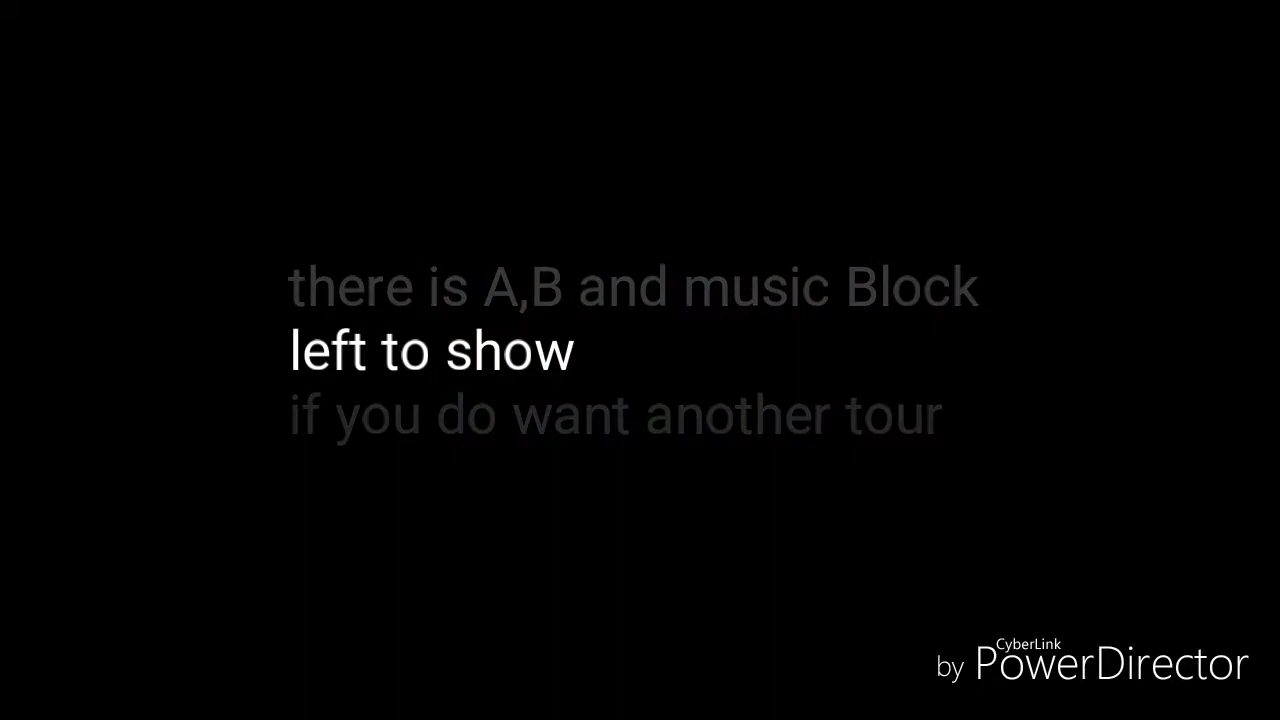 there is A,B and music Block
left to show
if you do want another tour
CyberLink
by PowerDirector